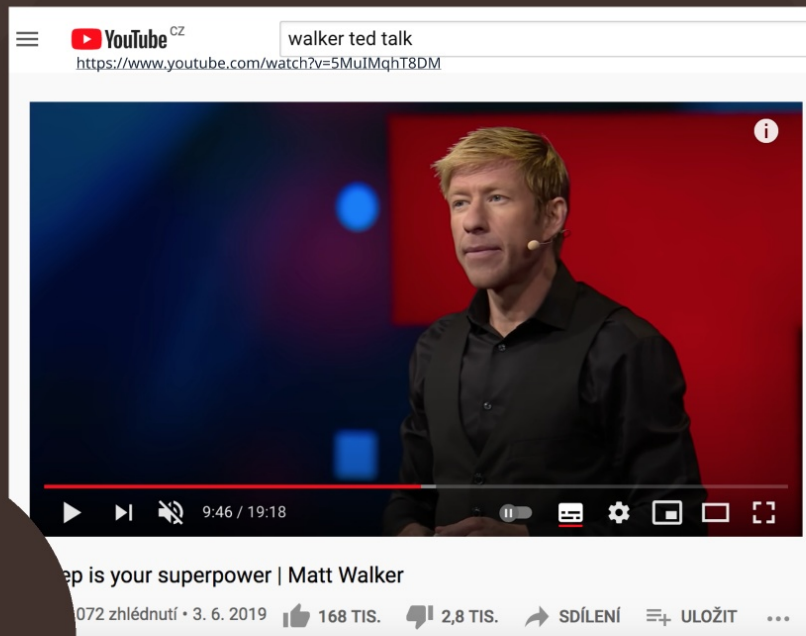 YouTube CZ
walker ted talk
https://www.youtube.com/watch?v=5MuIMqhT8DM
i
9:46 / 19:18
ep is your superpower | Matt Walker
072 zhlédnutí • 3. 6. 2019 168 TIS. 2,8 TIS. SDÍLENÍ ULOŽIT